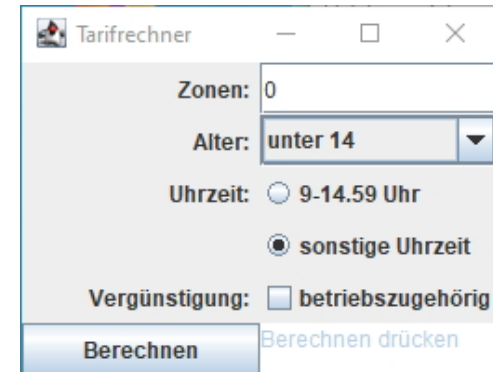 Tarifrechner
Zonen: 0
Alter: unter 14
Uhrzeit: 9-14.59 Uhr
sonstige Uhrzeit
Vergünstigung: betriebszugehörig
Berechnen Berechnen drücken